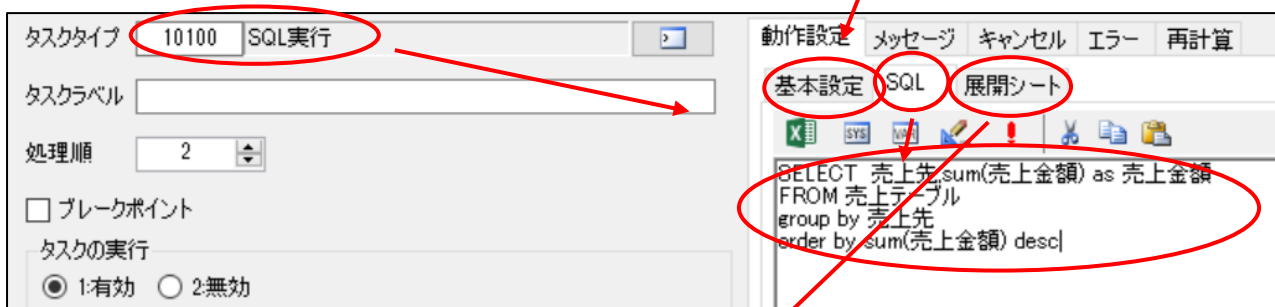 タスクタイプ 10100 SQL実行
タスクラベル
処理順 2
ブレークポイント
タスクの実行
1:有効 2:無効
動作設定 メッセージ キャンセル エラー 再計算
基本設定 SQL 展開シート
SYS VAR
SELECT 売上先,sum(売上金額) as 売上金額
FROM 売上テーブル
group by 売上先
order by sum(売上金額) desc